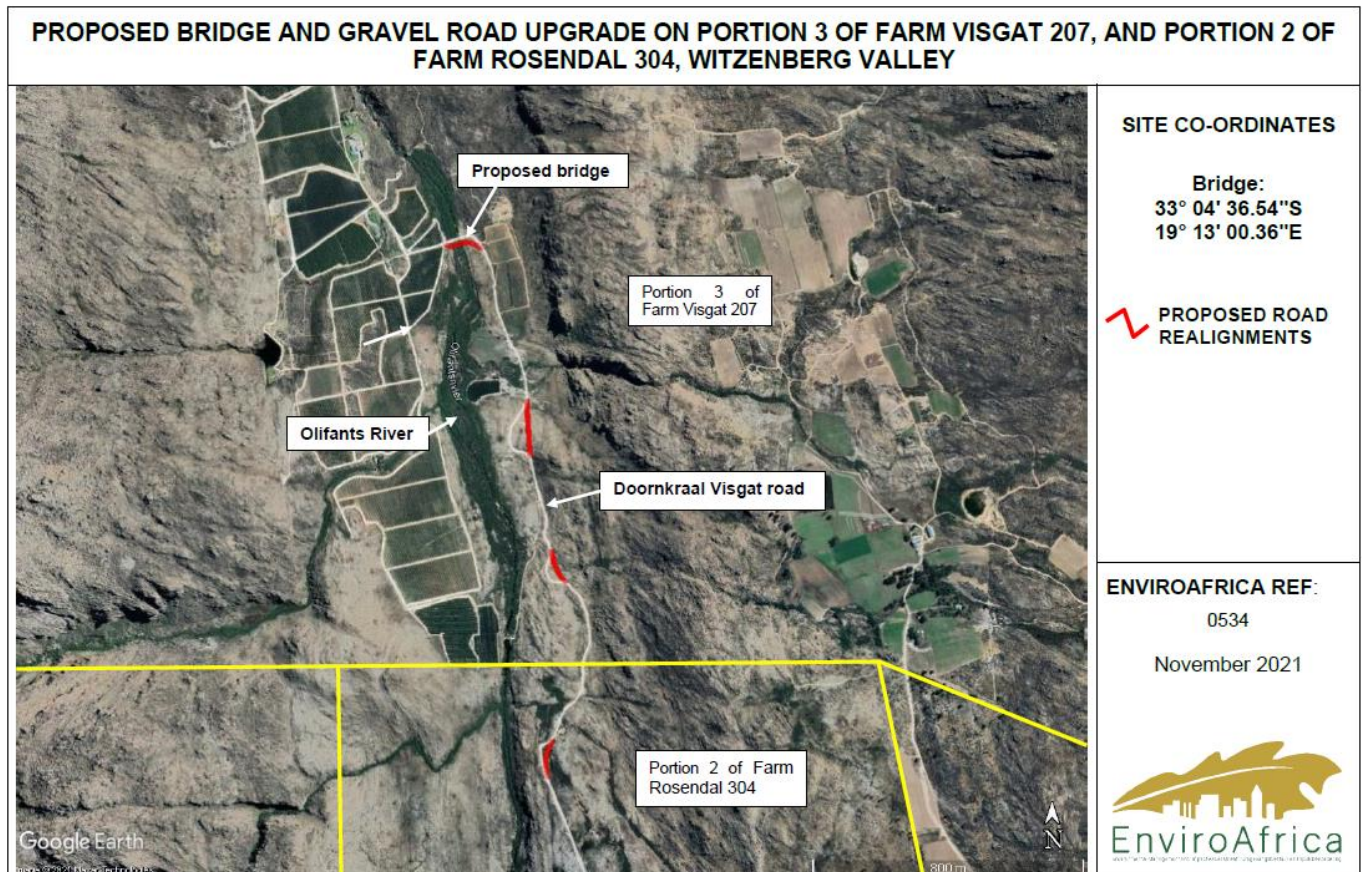 PROPOSED BRIDGE AND GRAVEL ROAD UPGRADE ON PORTION 3 OF FARM VISGAT 207, AND PORTION 2 OF
FARM ROSENDAL 304, WITZENBERG VALLEY
Proposed bridge
Portion 3 of
Farm Visgat 207
Olifantsrivier
Olifants River
Doornkraal Visgat road
Portion 2 of Farm
Rosendal 304
Google Earth
N
800 m
SITE CO-ORDINATES
Bridge:
33° 04' 36.54"S
19° 13' 00.36"E
PROPOSED ROAD
REALIGNMENTS
ENVIROAFRICA REF:
0534
November 2021
EnviroAfrica